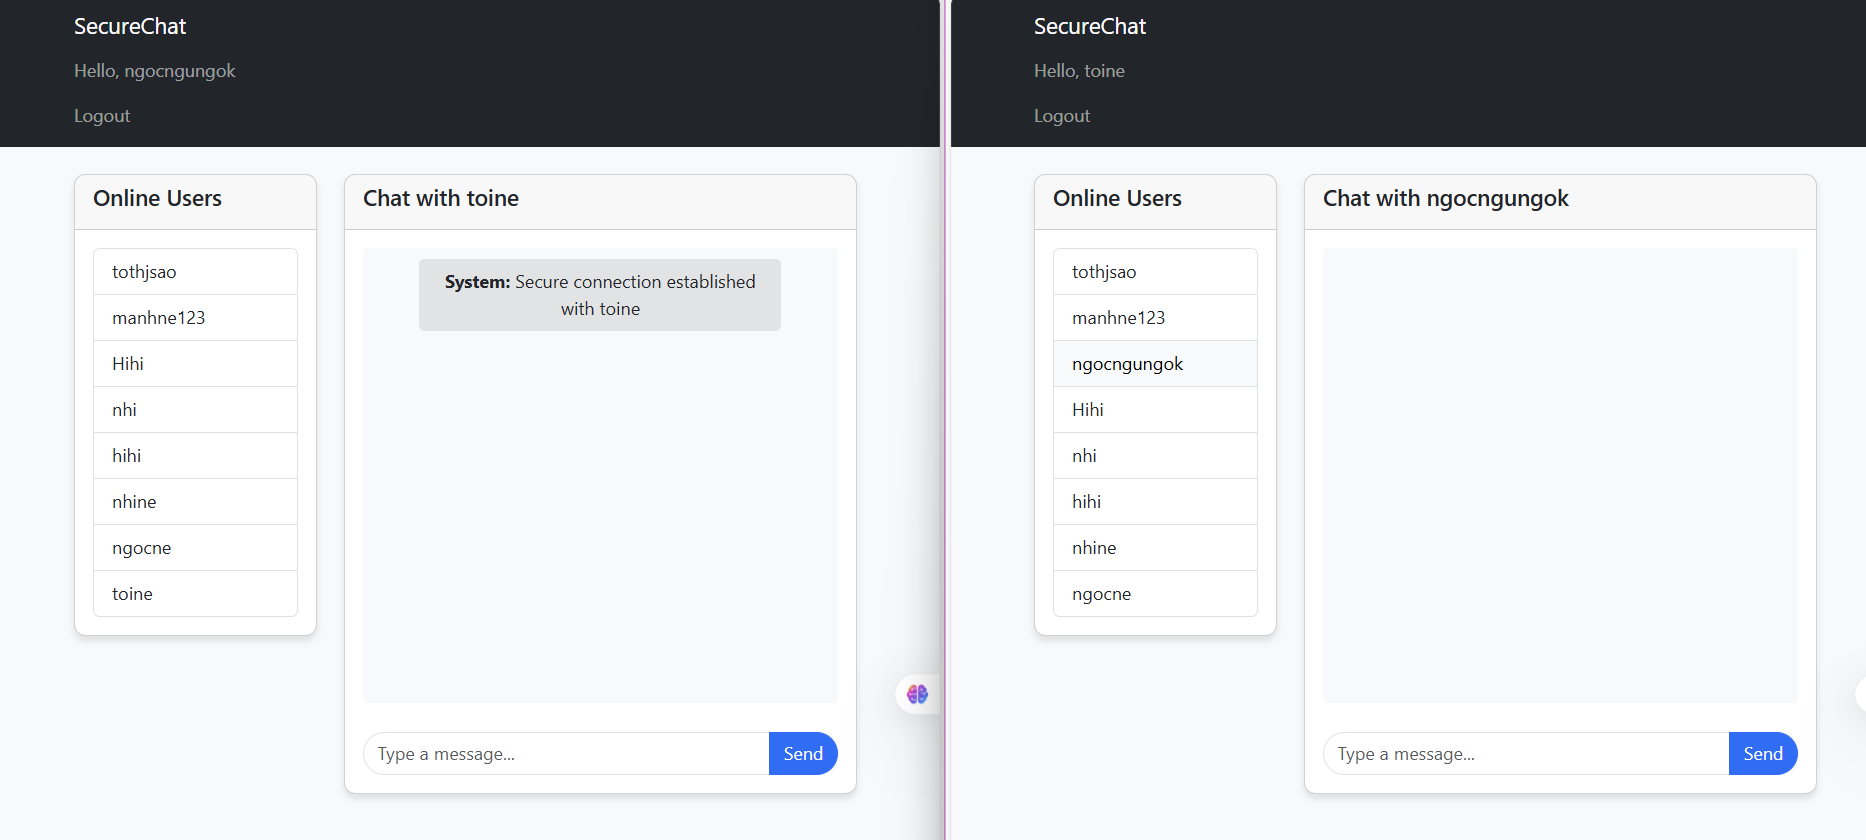 SecureChat
Hello, ngocngungok
Logout
Online Users
tothjsao
manhne123
Hihi
nhi
hihi
nhine
ngocne
toine
Chat with toine
System: Secure connection established
with toine
Type a message...
Send
SecureChat
Hello, toine
Logout
Online Users
tothjsao
manhne123
ngocngungok
Hihi
nhi
hihi
nhine
ngocne
Chat with ngocngungok
Type a message...
Send